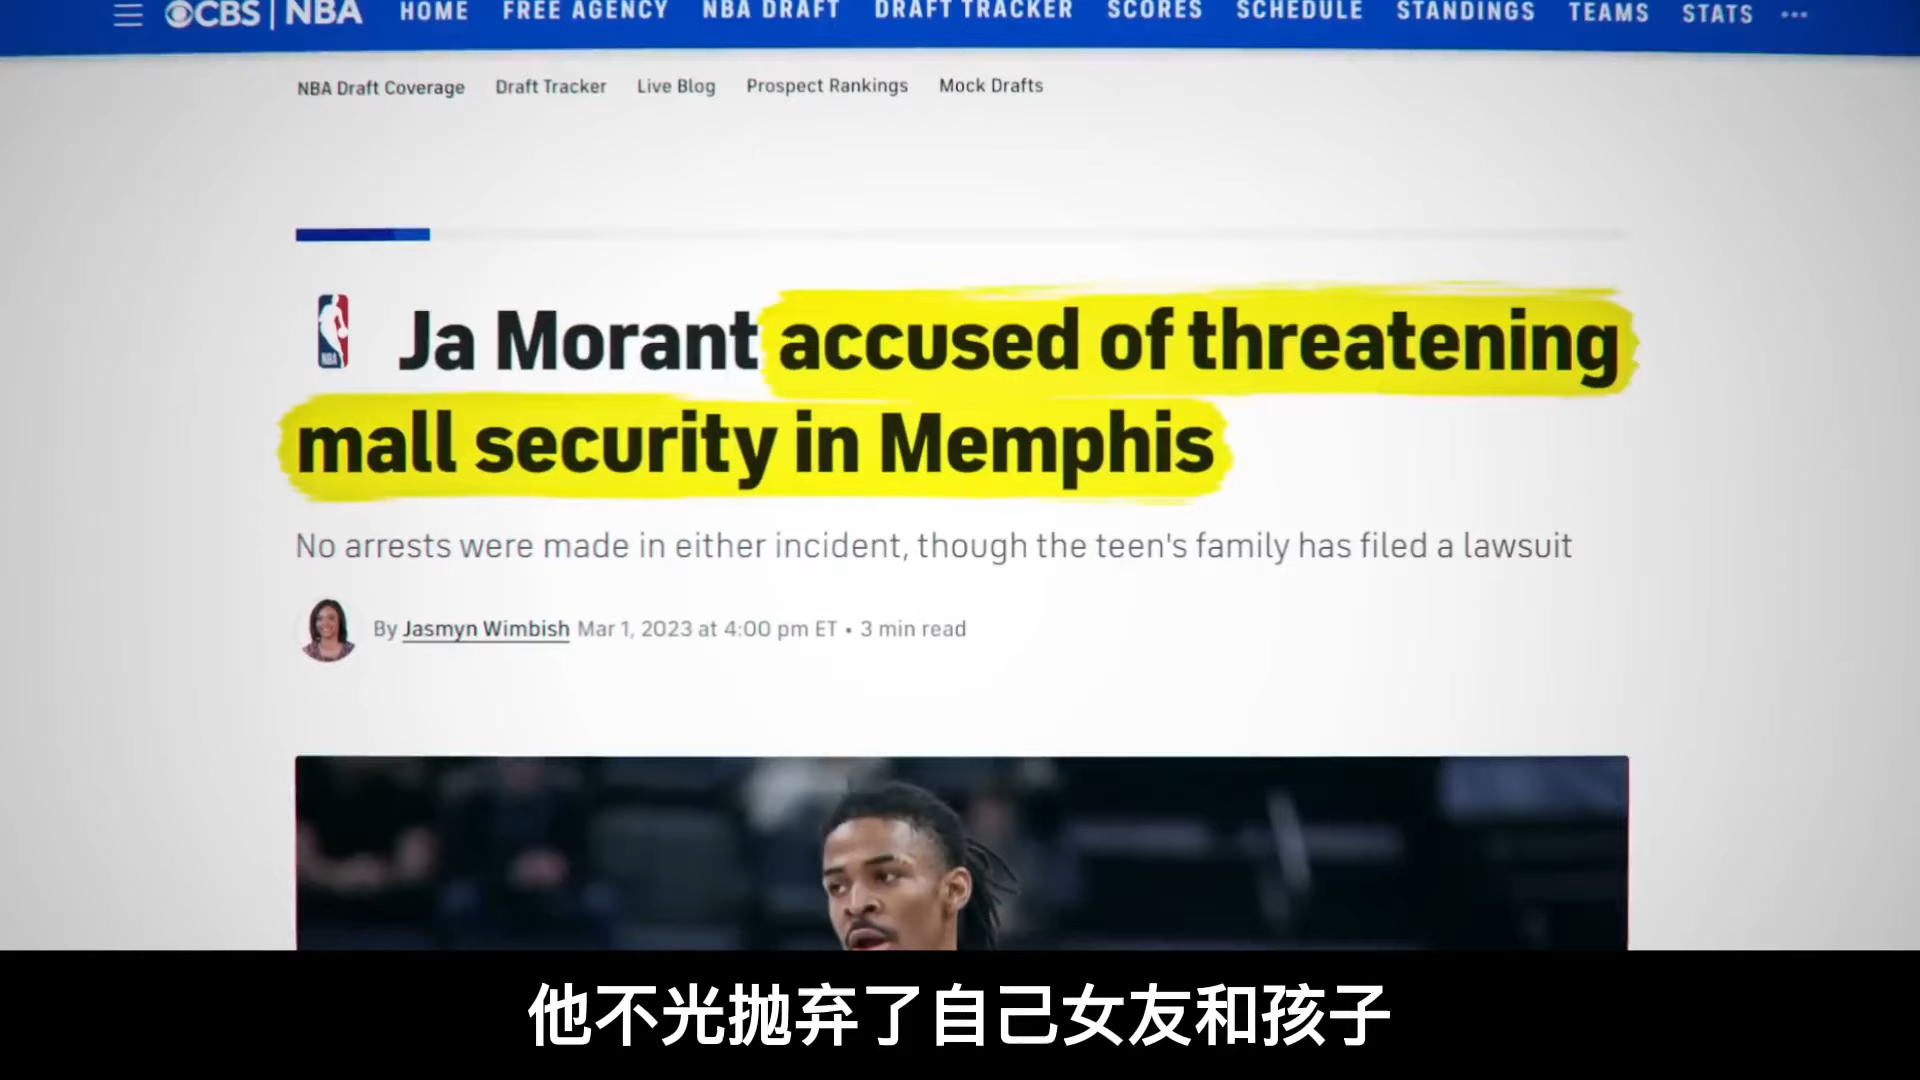 CBS | NBA HOME FREE AGENCY NBA DRAFT DRAFT TRACKER SCORES SCHEDULE STANDINGS TEAMS STATS •••
NBA Draft Coverage Draft Tracker Live Blog Prospect Rankings Mock Drafts
NBA
Ja Morant accused of threatening
mall security in Memphis
No arrests were made in either incident, though the teen's family has filed a lawsuit
By Jasmyn Wimbish Mar 1, 2023 at 4:00 pm ET • 3 min read
他不光抛弃了自己女友和孩子